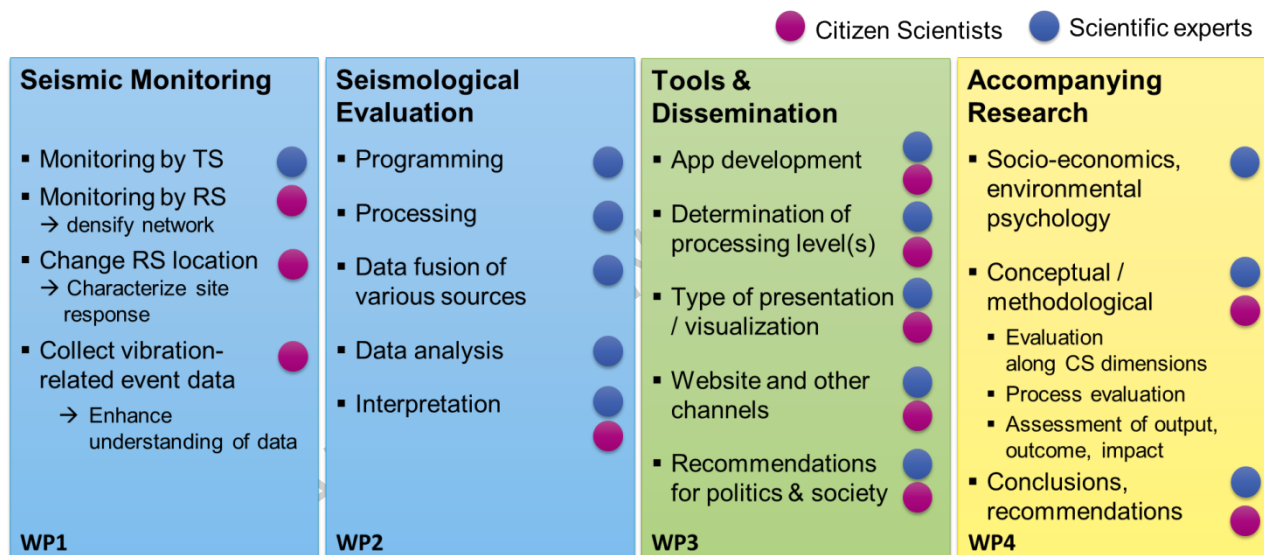 Citizen Scientists
Scientific experts
Seismic Monitoring
▪ Monitoring by TS
▪ Monitoring by RS
→ densify network
▪ Change RS location
→ Characterize site
response
▪ Collect vibration-
related event data
→ Enhance
understanding of data
WP1
Seismological
Evaluation
▪ Programming
▪ Processing
▪ Data fusion of
various sources
▪ Data analysis
▪ Interpretation
WP2
Tools &
Dissemination
▪ App development
▪ Determination of
processing level(s)
▪ Type of presentation
/ visualization
▪ Website and other
channels
▪ Recommendations
for politics & society
WP3
Accompanying
Research
▪ Socio-economics,
environmental
psychology
▪ Conceptual /
methodological
▪ Evaluation
along CS dimensions
▪ Process evaluation
▪ Assessment of output,
outcome, impact
▪ Conclusions,
recommendations
WP4